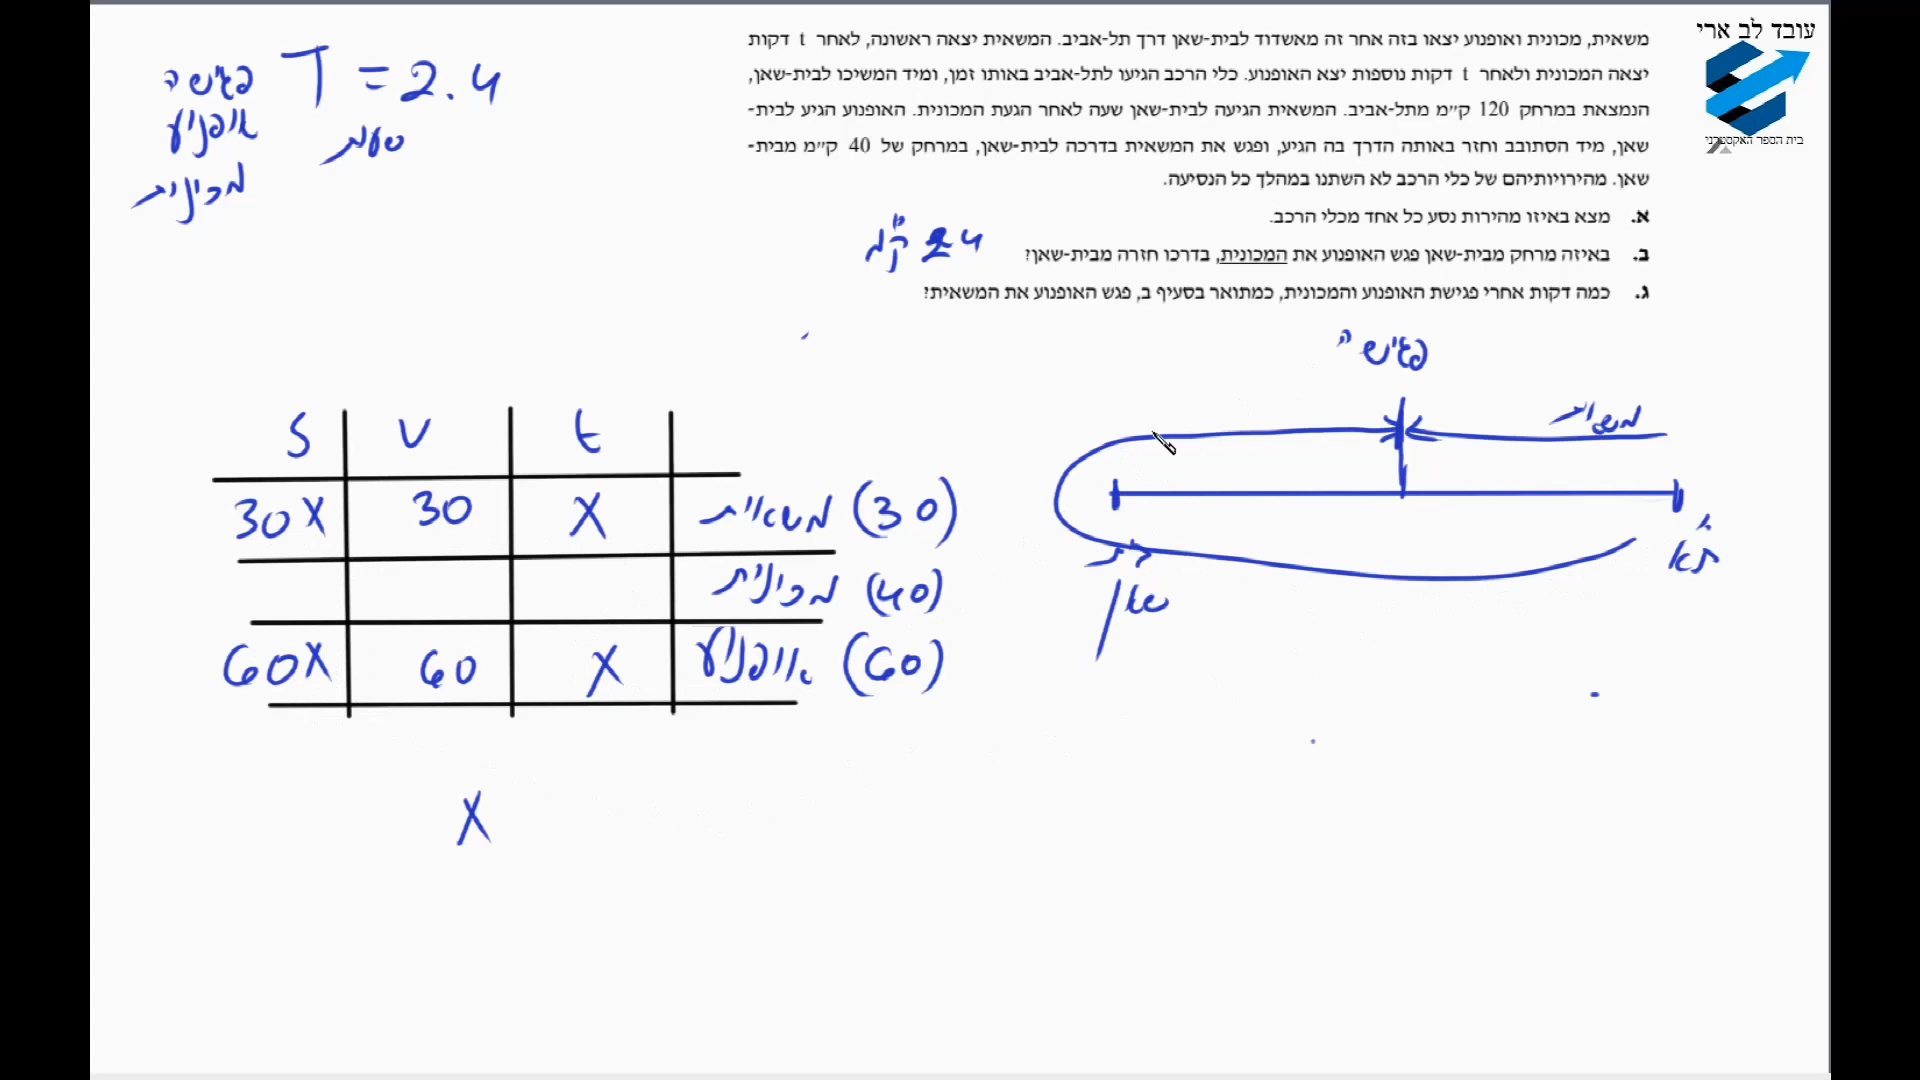 עובד לב ארי
בית הספר האקסטרני
משאית, מכונית ואופנוע יצאו בזה אחר זה מאשדוד לבית-שאן דרך תל-אביב. המשאית יצאה ראשונה, לאחר t דקות
יצאה המכונית ולאחר t דקות נוספות יצא האופנוע. כלי הרכב הגיעו לתל-אביב באותו זמן, ומיד המשיכו לבית-שאן,
הנמצאת במרחק 120 ק״מ מתל-אביב. המשאית הגיעה לבית-שאן שעה לאחר הגעת המכונית. האופנוע הגיע לבית-
שאן, מיד הסתובב וחזר באותה הדרך בה הגיע, ופגש את המשאית בדרכה לבית-שאן, במרחק של 40 ק״מ מבית-
שאן. מהירויותיהם של כלי הרכב לא השתנו במהלך כל הנסיעה.
א. מצא באיזו מהירות נסע כל אחד מכלי הרכב.
ב. באיזה מרחק מבית-שאן פגש האופנוע את המכונית, בדרכו חזרה מבית-שאן?
24 ק״מ
ג. כמה דקות אחרי פגישת האופנוע והמכונית, כמתואר בסעיף ב, פגש האופנוע את המשאית?
T = 2.4
שעות
פגישה
אופנוע
מכונית
פגישה
משאית
ת״א
בית
שאן
S V t
30X 30 X משאית (30)
מכונית (40)
60X 60 X אופנוע (60)
X